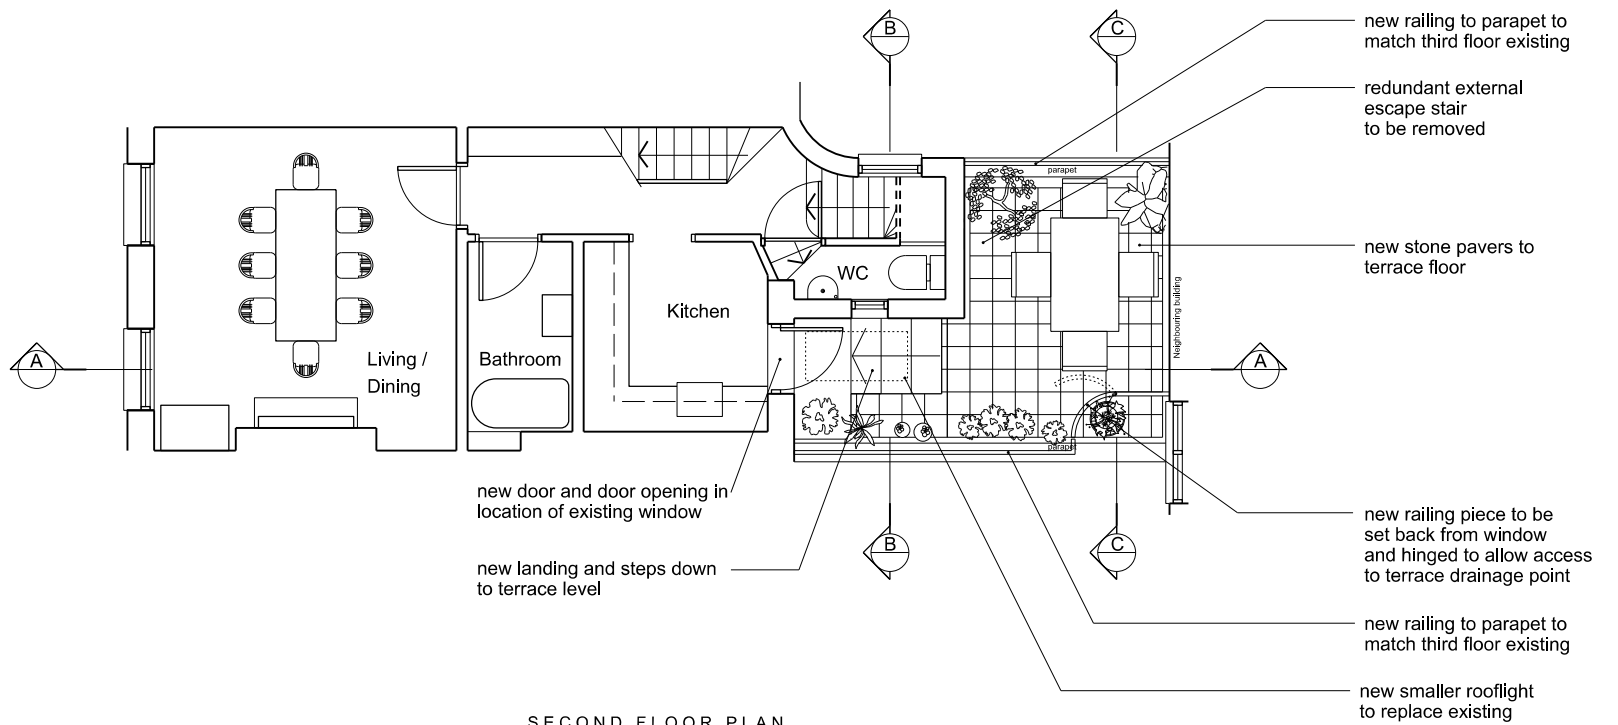 B
C
new railing to parapet to
match third floor existing
redundant external
escape stair
to be removed
parapet
new stone pavers to
terrace floor
WC
Neighbouring building
Kitchen
A
Living /
Dining
Bathroom
A
parapet
new door and door opening in
location of existing window
new landing and steps down
to terrace level
B
C
new railing piece to be
set back from window
and hinged to allow access
to terrace drainage point
new railing to parapet to
match third floor existing
new smaller rooflight
to replace existing
SECOND FLOOR PLAN